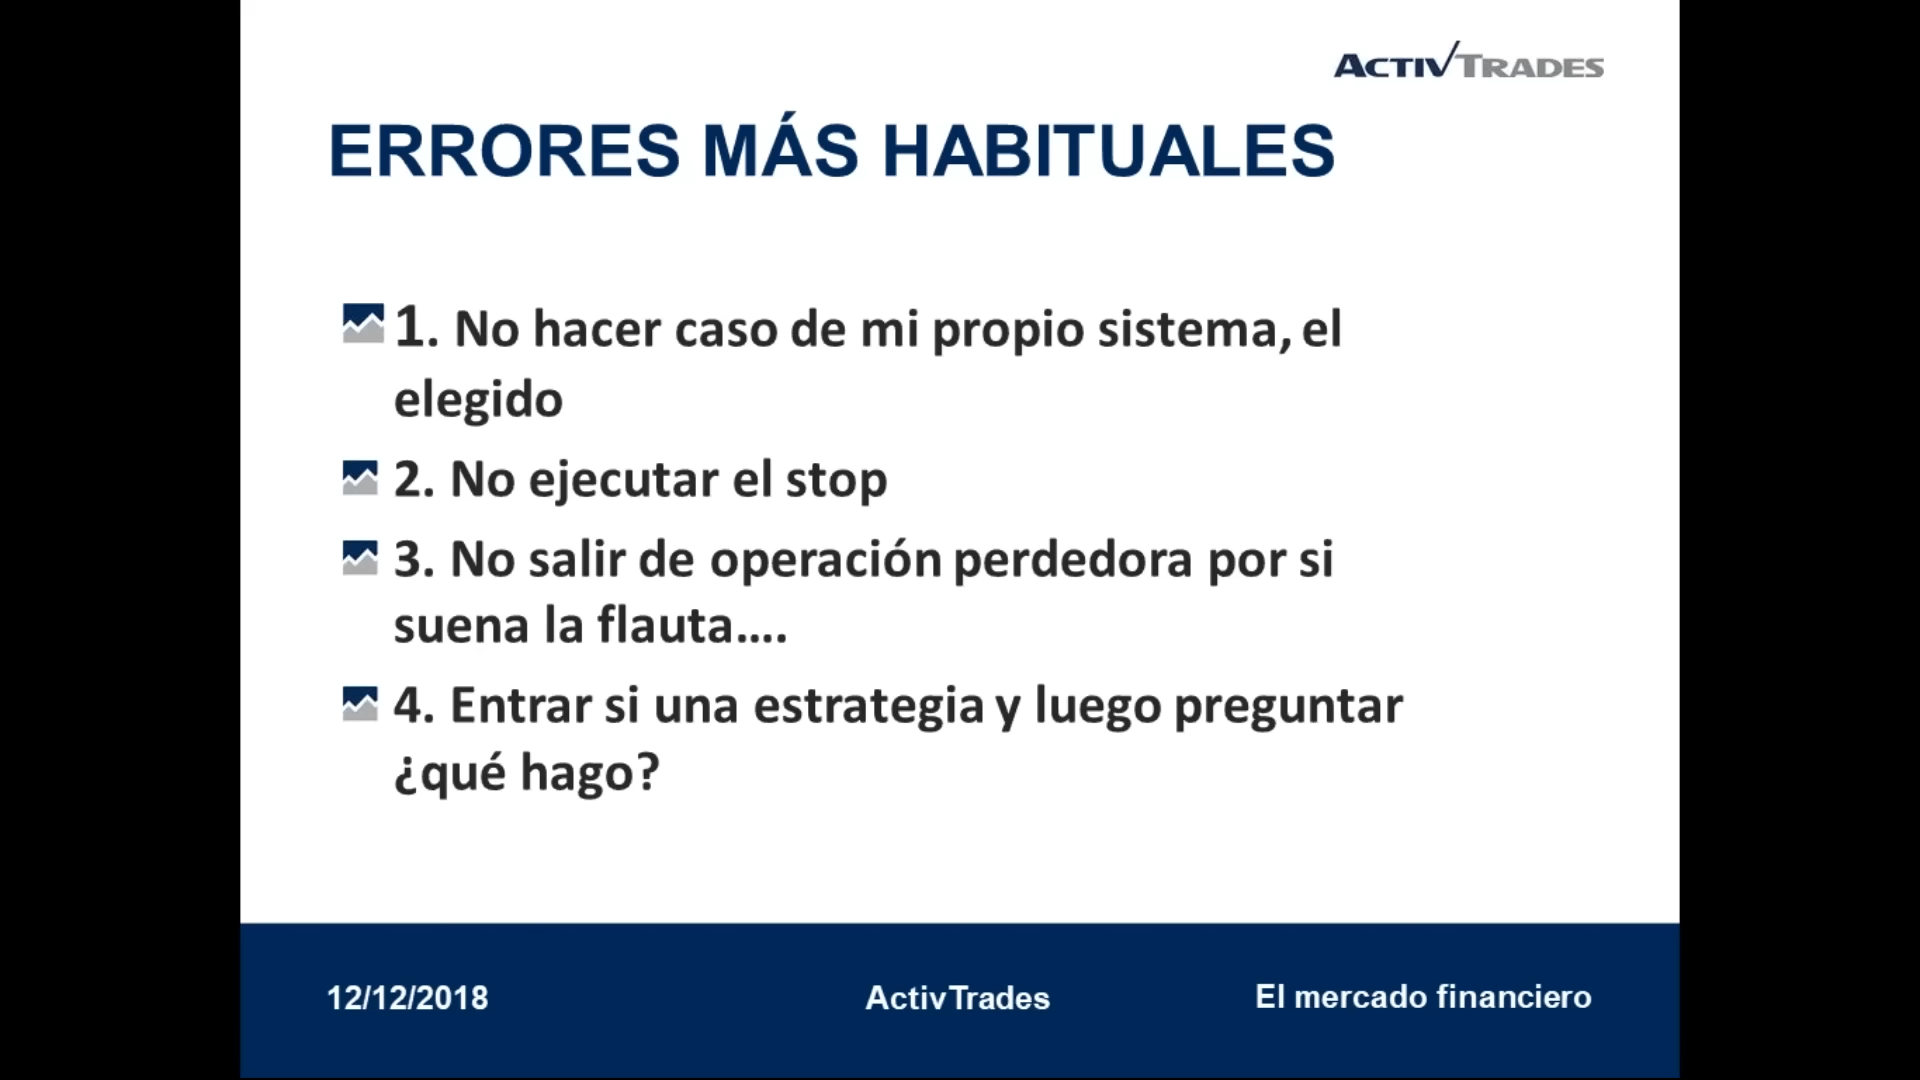 ACTIVTRADES
ERRORES MÁS HABITUALES
1. No hacer caso de mi propio sistema, el
elegido
2. No ejecutar el stop
3. No salir de operación perdedora por si
suena la flauta....
4. Entrar si una estrategia y luego preguntar
¿qué hago?
12/12/2018
ActivTrades
El mercado financiero